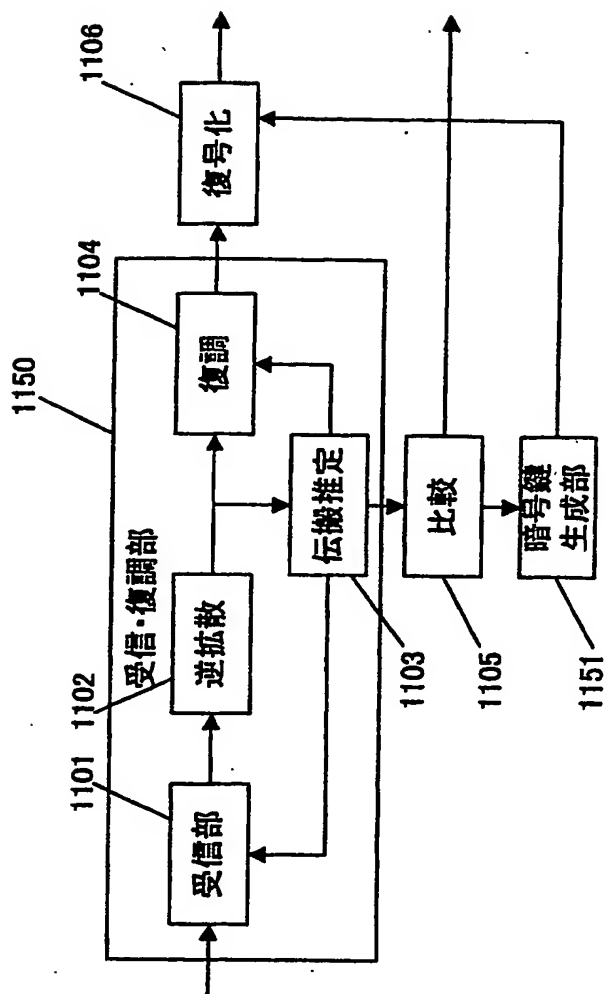 1150
受信・復調部
1101
受信部
1102
逆拡散
1104
復調
1106
復号化
伝搬推定
1103
比較
1105
暗号鍵
生成部
1151